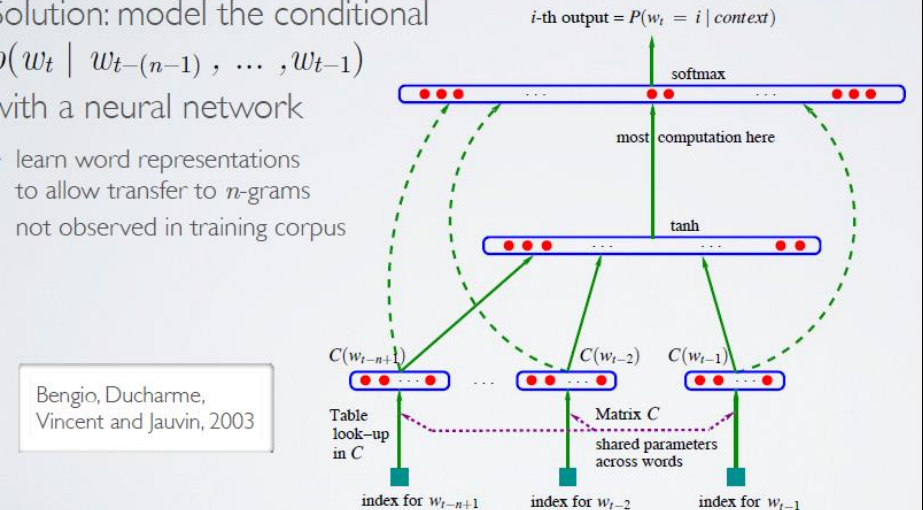 Solution: model the conditional
p(w_t | w_{t−(n−1)} , ... ,w_{t−1})
with a neural network
learn word representations
to allow transfer to n-grams
not observed in training corpus
Bengio, Ducharme,
Vincent and Jauvin, 2003
i-th output = P(w_t = i | context)
softmax
... ...
most computation here
tanh
... ...
C(w_{t−n+1}) C(w_{t−2}) C(w_{t−1})
... ... ... ...
Table
look–up
in C
Matrix C
shared parameters
across words
index for w_{t−n+1} index for w_{t−2} index for w_{t−1}